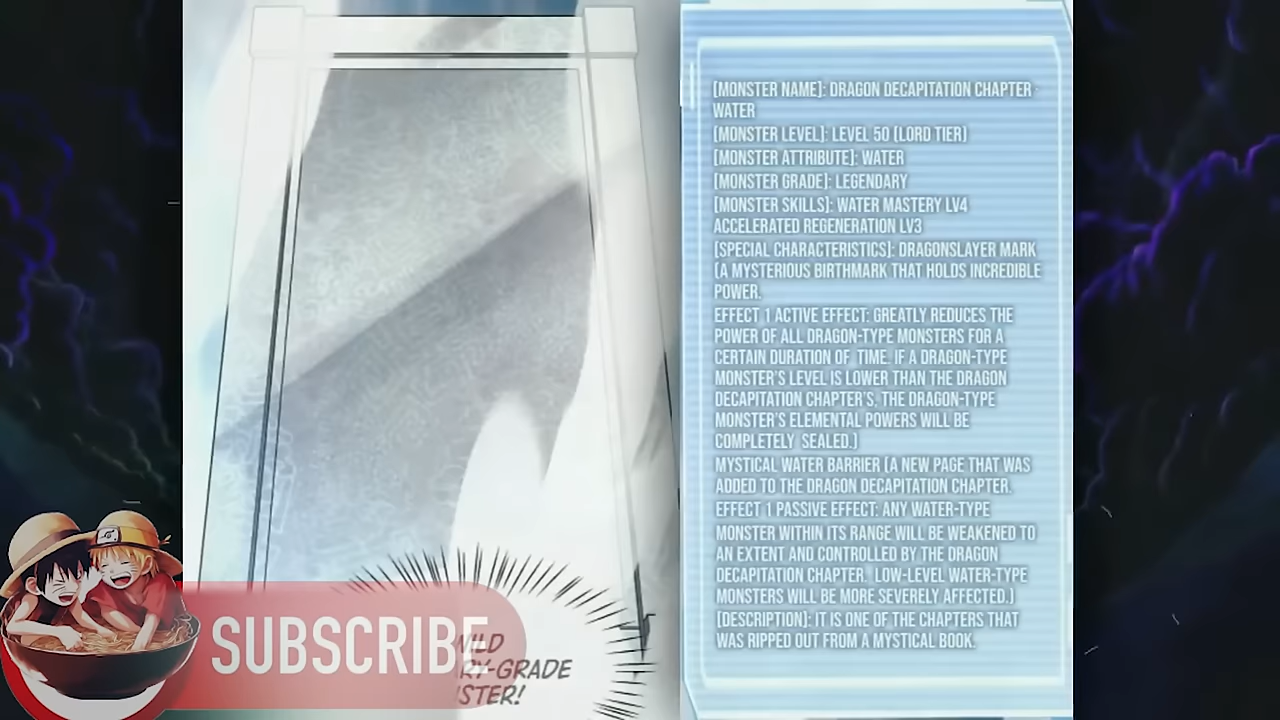 [MONSTER NAME]: DRAGON DECAPITATION CHAPTER ·
WATER
[MONSTER LEVEL]: LEVEL 50 (LORD TIER)
[MONSTER ATTRIBUTE]: WATER
[MONSTER GRADE]: LEGENDARY
[MONSTER SKILLS]: WATER MASTERY LV4
ACCELERATED REGENERATION LV3
[SPECIAL CHARACTERISTICS]: DRAGONSLAYER MARK
(A MYSTERIOUS BIRTHMARK THAT HOLDS INCREDIBLE
POWER.
EFFECT 1 ACTIVE EFFECT: GREATLY REDUCES THE
POWER OF ALL DRAGON-TYPE MONSTERS FOR A
CERTAIN DURATION OF TIME. IF A DRAGON-TYPE
MONSTER'S LEVEL IS LOWER THAN THE DRAGON
DECAPITATION CHAPTER'S, THE DRAGON-TYPE
MONSTER'S ELEMENTAL POWERS WILL BE
COMPLETELY SEALED.)
MYSTICAL WATER BARRIER (A NEW PAGE THAT WAS
ADDED TO THE DRAGON DECAPITATION CHAPTER.
EFFECT 1 PASSIVE EFFECT: ANY WATER-TYPE
MONSTER WITHIN ITS RANGE WILL BE WEAKENED TO
AN EXTENT AND CONTROLLED BY THE DRAGON
DECAPITATION CHAPTER. LOW-LEVEL WATER-TYPE
MONSTERS WILL BE MORE SEVERELY AFFECTED.)
[DESCRIPTION]: IT IS ONE OF THE CHAPTERS THAT
WAS RIPPED OUT FROM A MYSTICAL BOOK.
SUBSCRIBE
RY-GRADE